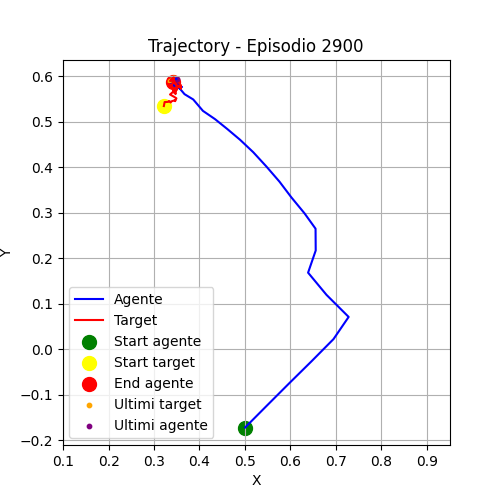 Trajectory - Episodio 2900
0.6
0.5
0.4
0.3
0.2
0.1
0.0
−0.1
−0.2
Y
Agente
Target
Start agente
Start target
End agente
Ultimi target
Ultimi agente
0.1 0.2 0.3 0.4 0.5 0.6 0.7 0.8 0.9
X